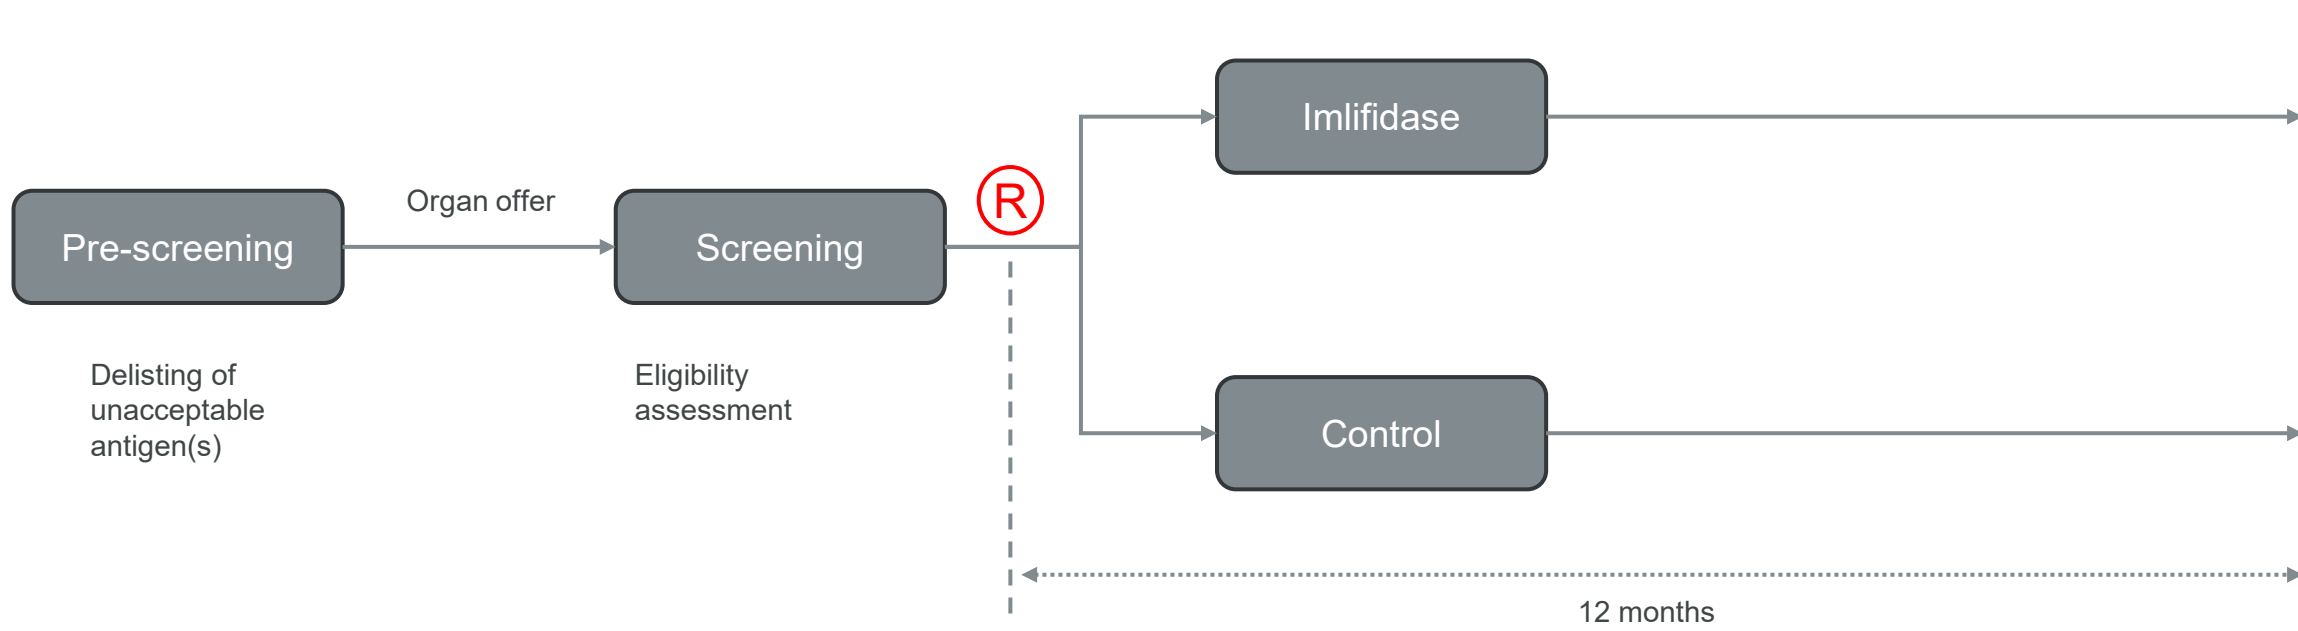 Pre-screening
Organ offer
Screening
R
Imlifidase
Control
Delisting of
unacceptable
antigen(s)
Eligibility
assessment
12 months